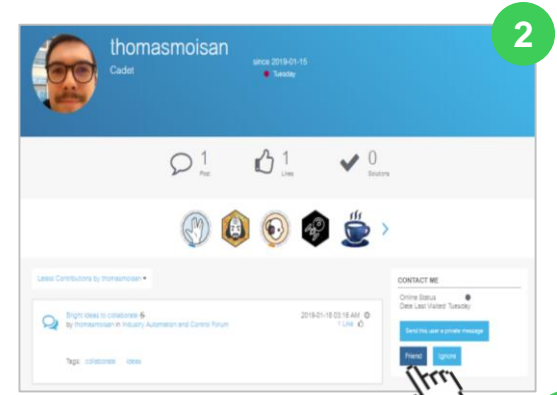 2
thomasmoisan
Cadet
since 2019-01-15
Tuesday
1
Post
1
Likes
0
Solutions
Latest Contributions by thomasmoisan
Bright ideas to collaborate
by thomasmoisan in Industry Automation and Control Forum
2019-01-16 03:16 AM
1 Like
Tags: collaborate ideas
CONTACT ME
Online Status
Date Last Visited Tuesday
Send this user a private message
Friend
Ignore